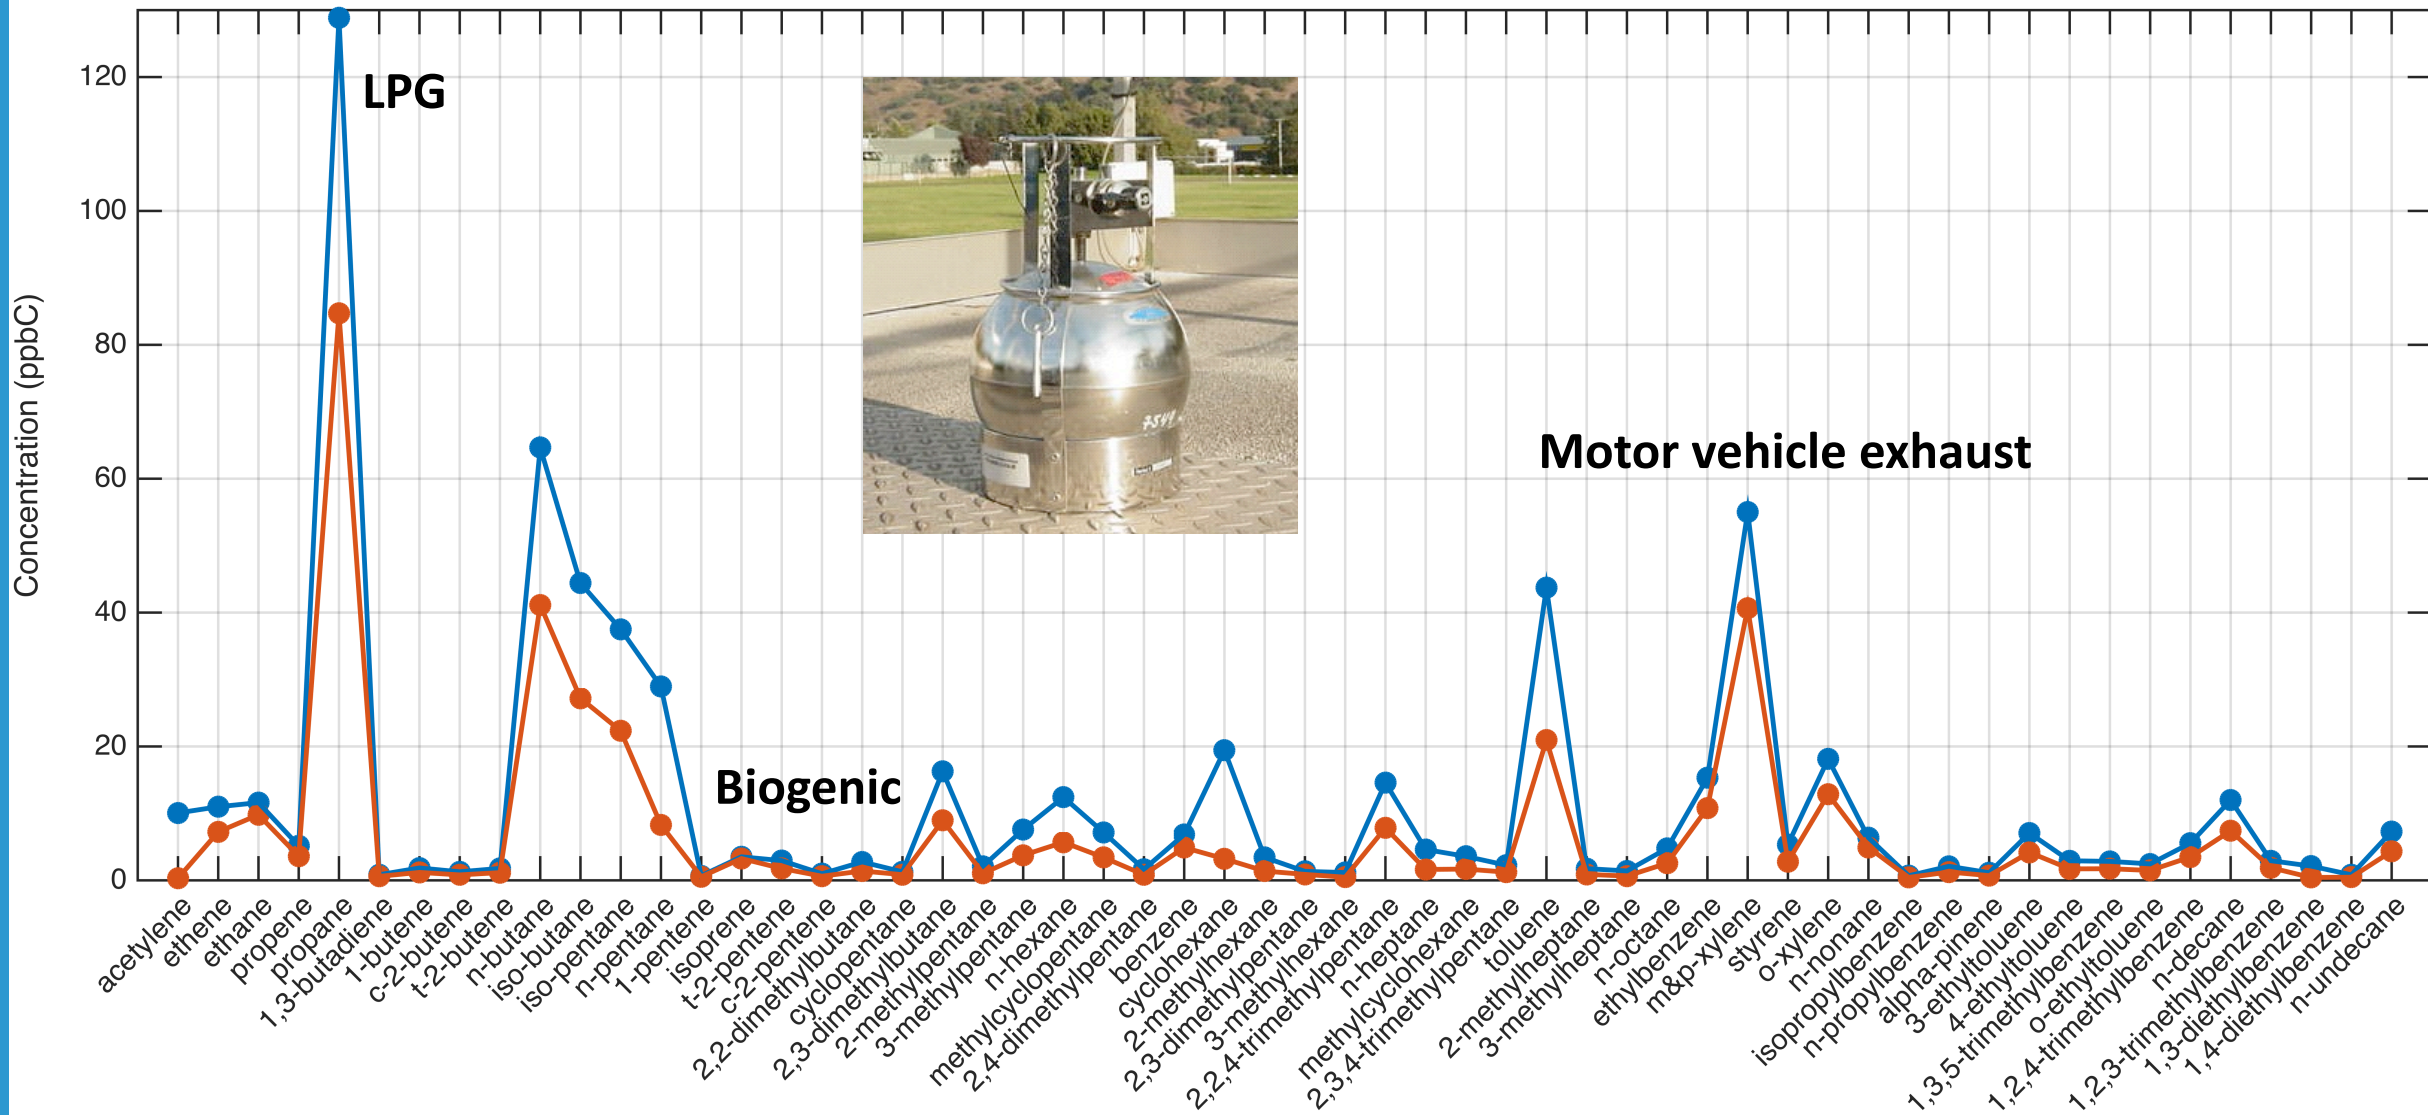 LPG
Biogenic
Motor vehicle exhaust
Concentration (ppbC)
120
100
80
60
40
20
0
7549
acetylene
ethene
ethane
propene
propane
1,3-butadiene
1-butene
c-2-butene
t-2-butene
n-butane
iso-butane
iso-pentane
n-pentane
1-pentene
isoprene
t-2-pentene
c-2-pentene
2,2-dimethylbutane
cyclopentane
2,3-dimethylbutane
2-methylpentane
3-methylpentane
n-hexane
methylcyclopentane
2,4-dimethylpentane
benzene
cyclohexane
2-methylhexane
2,3-dimethylpentane
3-methylhexane
2,2,4-trimethylpentane
n-heptane
methylcyclohexane
2,3,4-trimethylpentane
toluene
2-methylheptane
3-methylheptane
n-octane
ethylbenzene
m&p-xylene
styrene
o-xylene
n-nonane
isopropylbenzene
n-propylbenzene
alpha-pinene
3-ethyltoluene
4-ethyltoluene
1,3,5-trimethylbenzene
o-ethyltoluene
1,2,4-trimethylbenzene
n-decane
1,2,3-trimethylbenzene
1,3-diethylbenzene
1,4-diethylbenzene
n-undecane